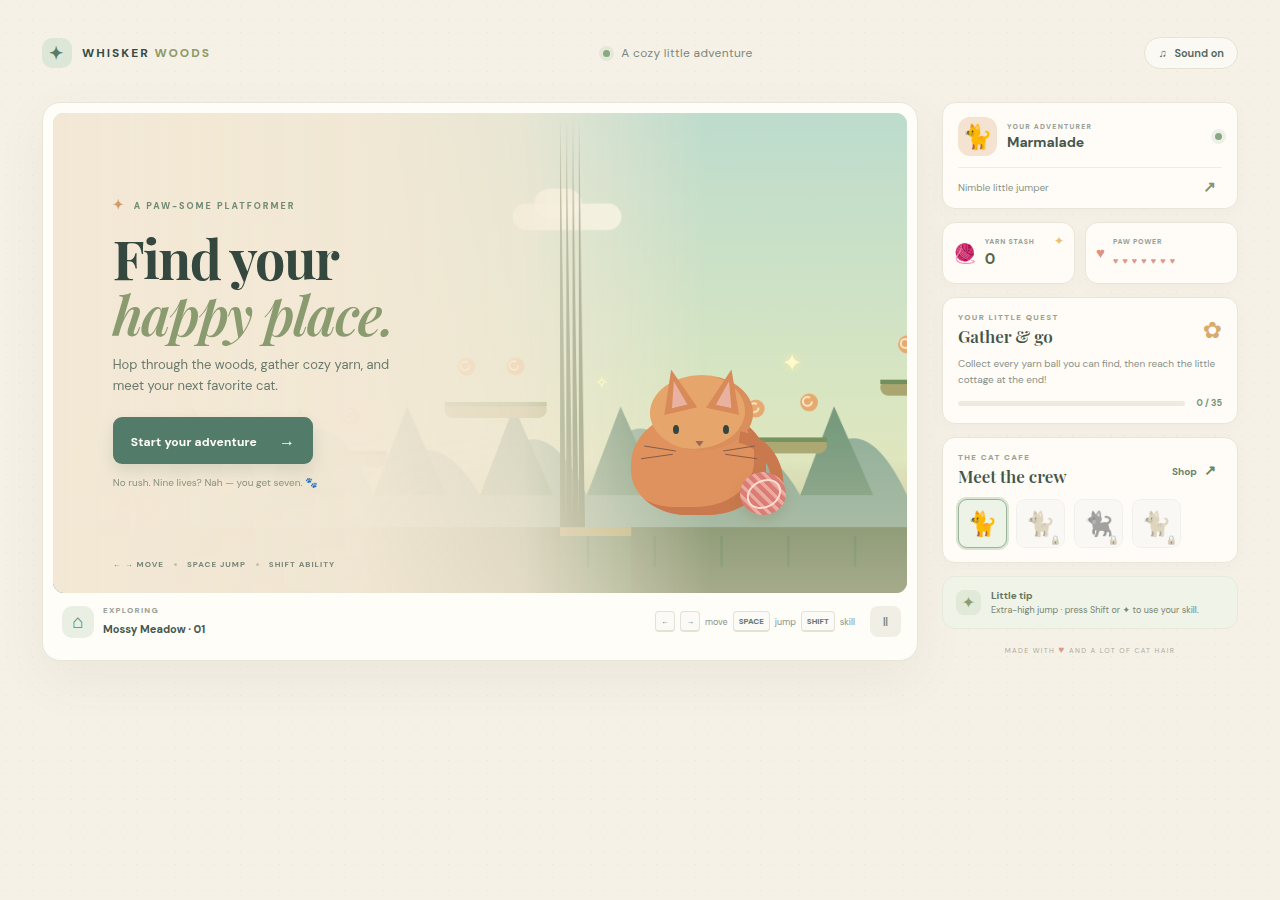 WHISKER WOODS
A cozy little adventure
♫ Sound on
✦ A PAW-SOME PLATFORMER
Find your
happy place.
Hop through the woods, gather cozy yarn, and
meet your next favorite cat.
Start your adventure →
No rush. Nine lives? Nah — you get seven. 🐾
← → MOVE • SPACE JUMP • SHIFT ABILITY
EXPLORING
Mossy Meadow · 01
← → move SPACE jump SHIFT skill
YOUR ADVENTURER
Marmalade
Nimble little jumper ↗
YARN STASH
0
PAW POWER
♥ ♥ ♥ ♥ ♥ ♥ ♥
YOUR LITTLE QUEST
Gather & go
Collect every yarn ball you can find, then reach the little
cottage at the end!
0 / 35
THE CAT CAFE
Meet the crew
Shop ↗
Little tip
Extra-high jump · press Shift or ✦ to use your skill.
MADE WITH ♥ AND A LOT OF CAT HAIR